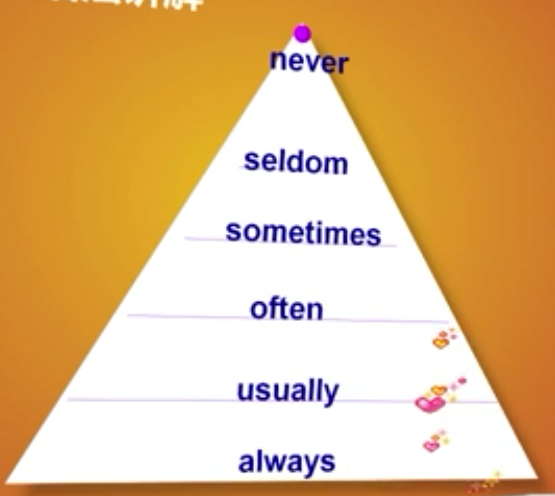 never
seldom
sometimes
often
usually
always